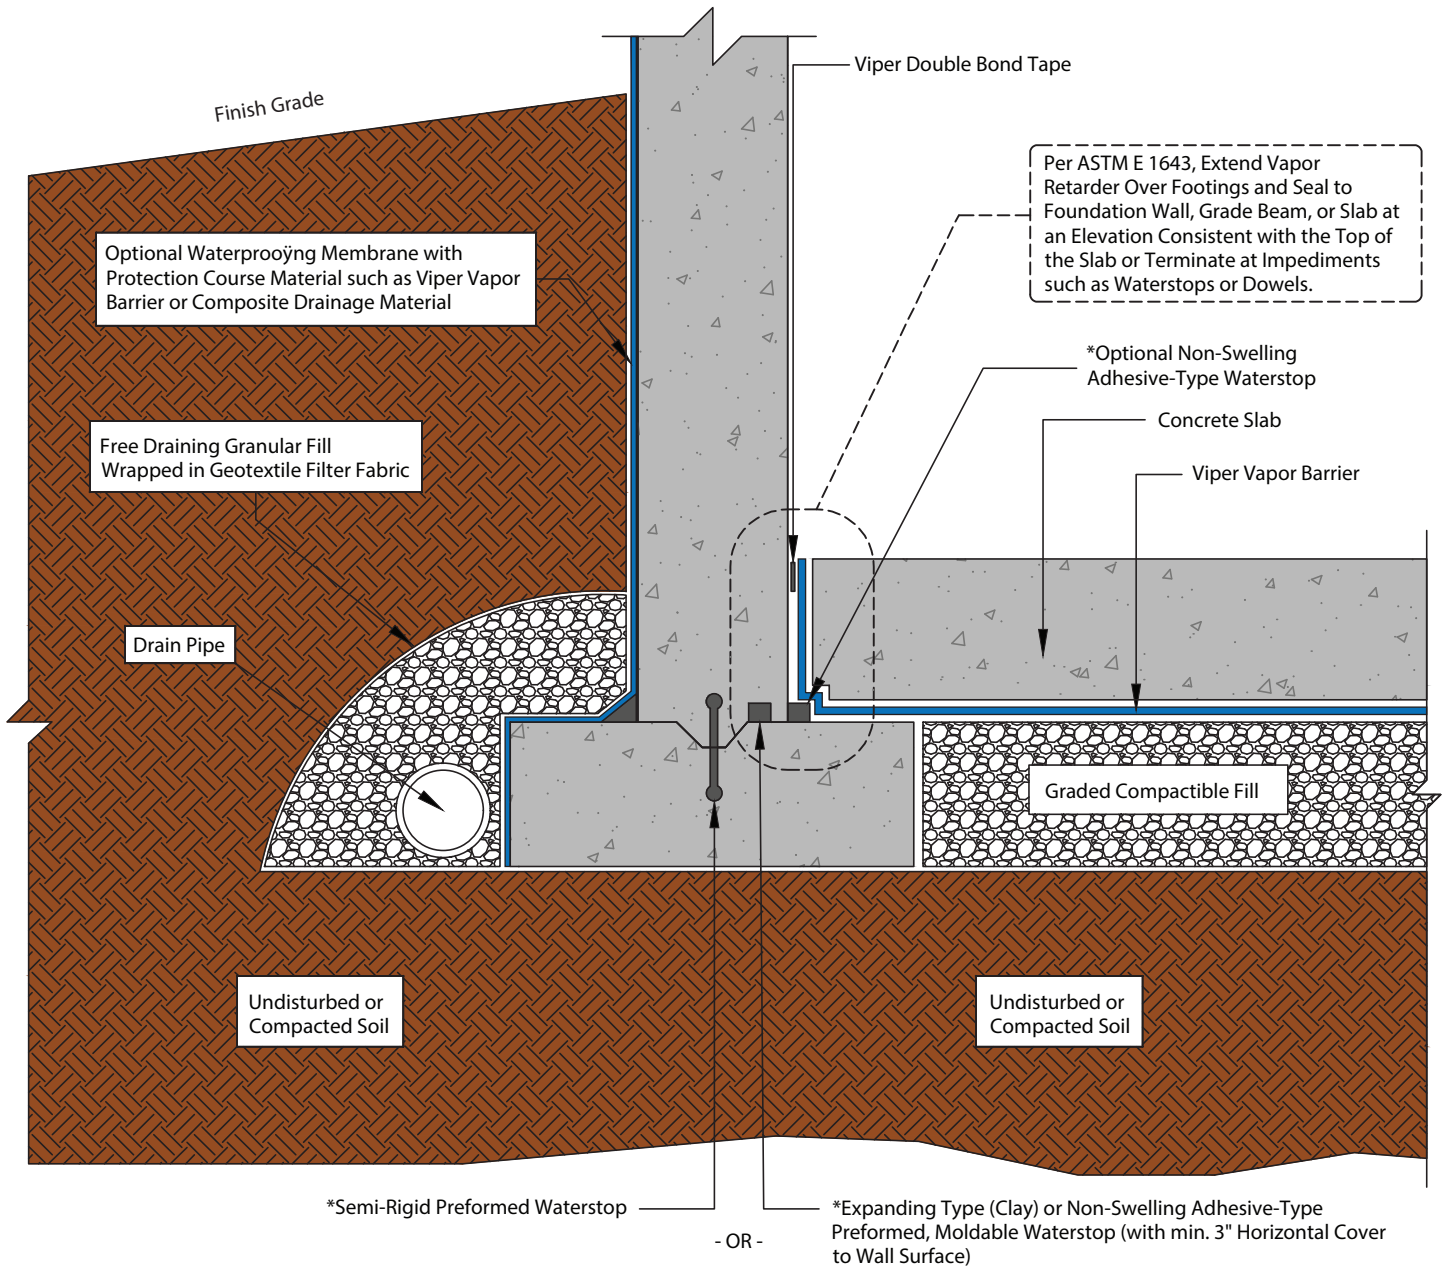 Viper Double Bond Tape
Finish Grade
Per ASTM E 1643, Extend Vapor
Retarder Over Footings and Seal to
Foundation Wall, Grade Beam, or Slab at
an Elevation Consistent with the Top of
the Slab or Terminate at Impediments
such as Waterstops or Dowels.
Optional Waterprooÿng Membrane with
Protection Course Material such as Viper Vapor
Barrier or Composite Drainage Material
*Optional Non-Swelling
Adhesive-Type Waterstop
Concrete Slab
Free Draining Granular Fill
Wrapped in Geotextile Filter Fabric
Viper Vapor Barrier
Drain Pipe
Graded Compactible Fill
Undisturbed or
Compacted Soil
Undisturbed or
Compacted Soil
*Semi-Rigid Preformed Waterstop
- OR -
*Expanding Type (Clay) or Non-Swelling Adhesive-Type
Preformed, Moldable Waterstop (with min. 3" Horizontal Cover
to Wall Surface)